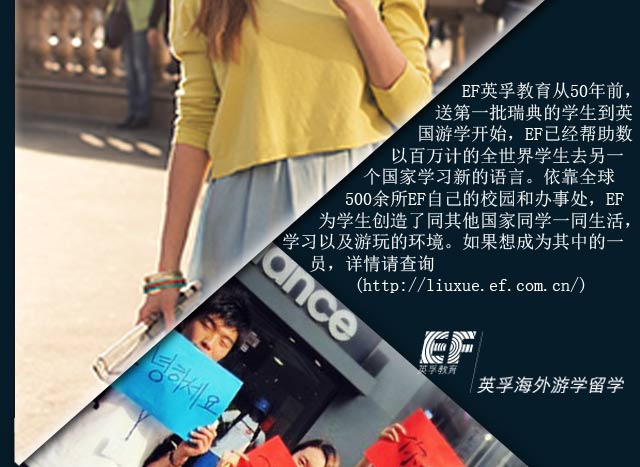 EF英孚教育从50年前，
送第一批瑞典的学生到英
国游学开始，EF已经帮助数
以百万计的全世界学生去另一
个国家学习新的语言。依靠全球
500余所EF自己的校园和办事处，EF
为学生创造了同其他国家同学一同生活，
学习以及游玩的环境。如果想成为其中的一
员，详情请查询
(http://liuxue.ef.com.cn/)
ance
EF
英孚教育
英孚海外游学留学
녕하세요